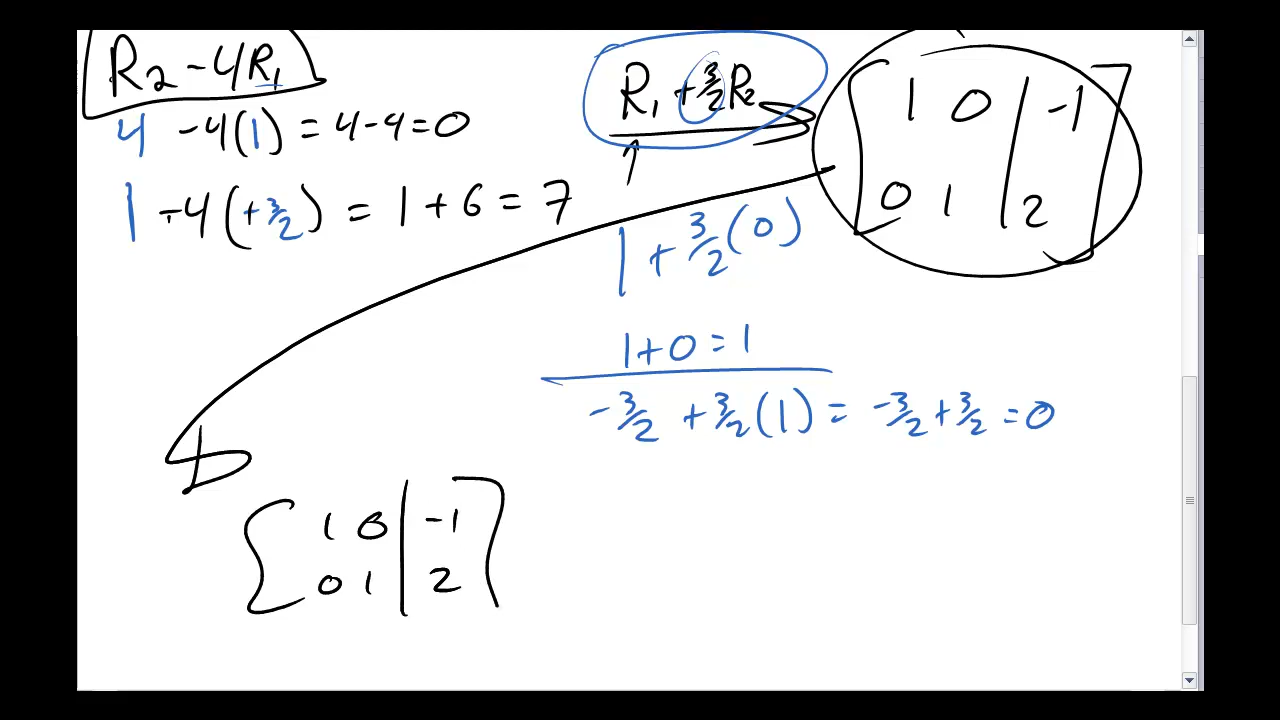 R2 - 4R1
4 - 4(1) = 4 - 4 = 0
1 - 4(+3/2) = 1 + 6 = 7
R1 + 3/2 R2
[1 0 | -1]
[0 1 | 2]
1 + 3/2 (0)
1 + 0 = 1
-3/2 + 3/2 (1) = -3/2 + 3/2 = 0
[1 0 | -1]
[0 1 | 2]